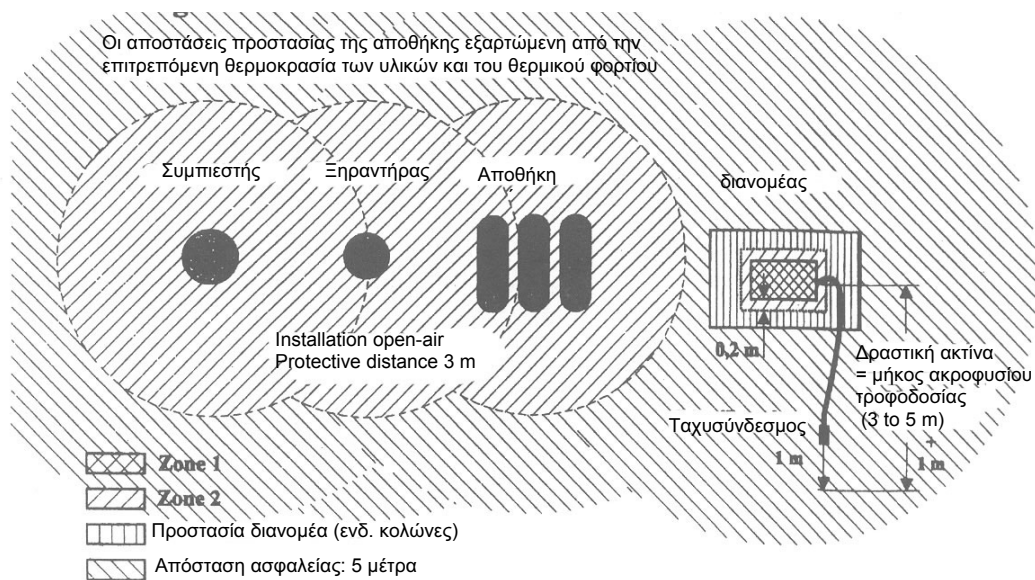 Οι αποστάσεις προστασίας της αποθήκης εξαρτώμενη από την
επιτρεπόμενη θερμοκρασία των υλικών και του θερμικού φορτίου
Συμπιεστής
Ξηραντήρας
Αποθήκη
διανομέας
Installation open-air
Protective distance 3 m
0,2 m
Δραστική ακτίνα
= μήκος ακροφυσίου
τροφοδοσίας
(3 to 5 m)
+
1 m
Ταχυσύνδεσμος
1 m
Zone 1
Zone 2
Προστασία διανομέα (ενδ. κολώνες)
Απόσταση ασφαλείας: 5 μέτρα